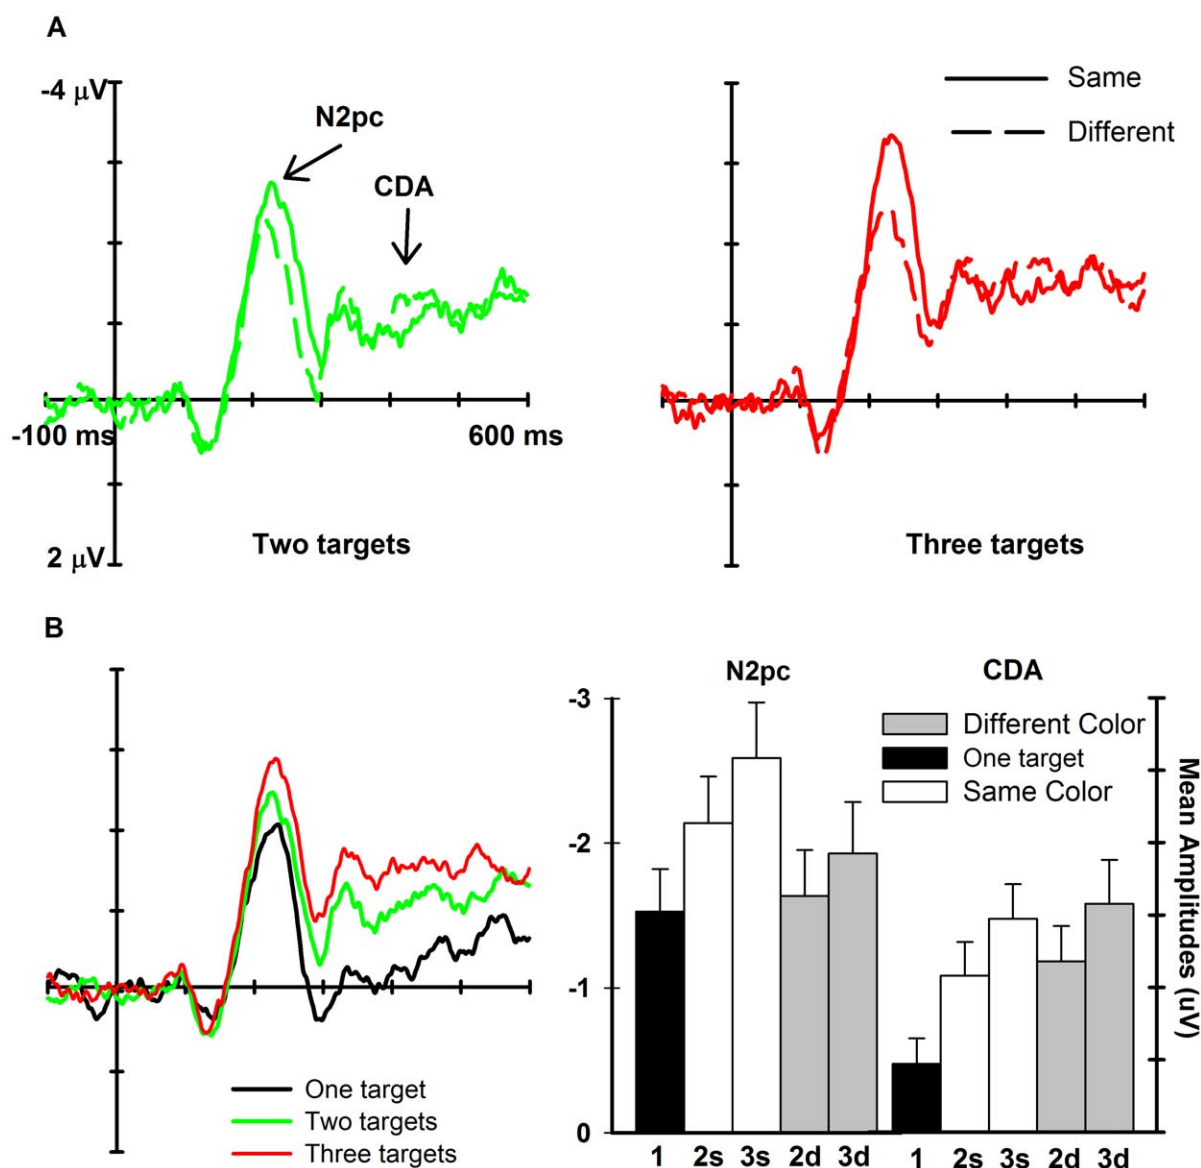 A
-4 μV
N2pc
CDA
Same
Different
-100 ms
600 ms
2 μV
Two targets
Three targets
B
N2pc
CDA
-3
Different Color
One target
Same Color
-2
-1
0
Mean Amplitudes (uV)
One target
Two targets
Three targets
1 2s 3s 2d 3d 1 2s 3s 2d 3d